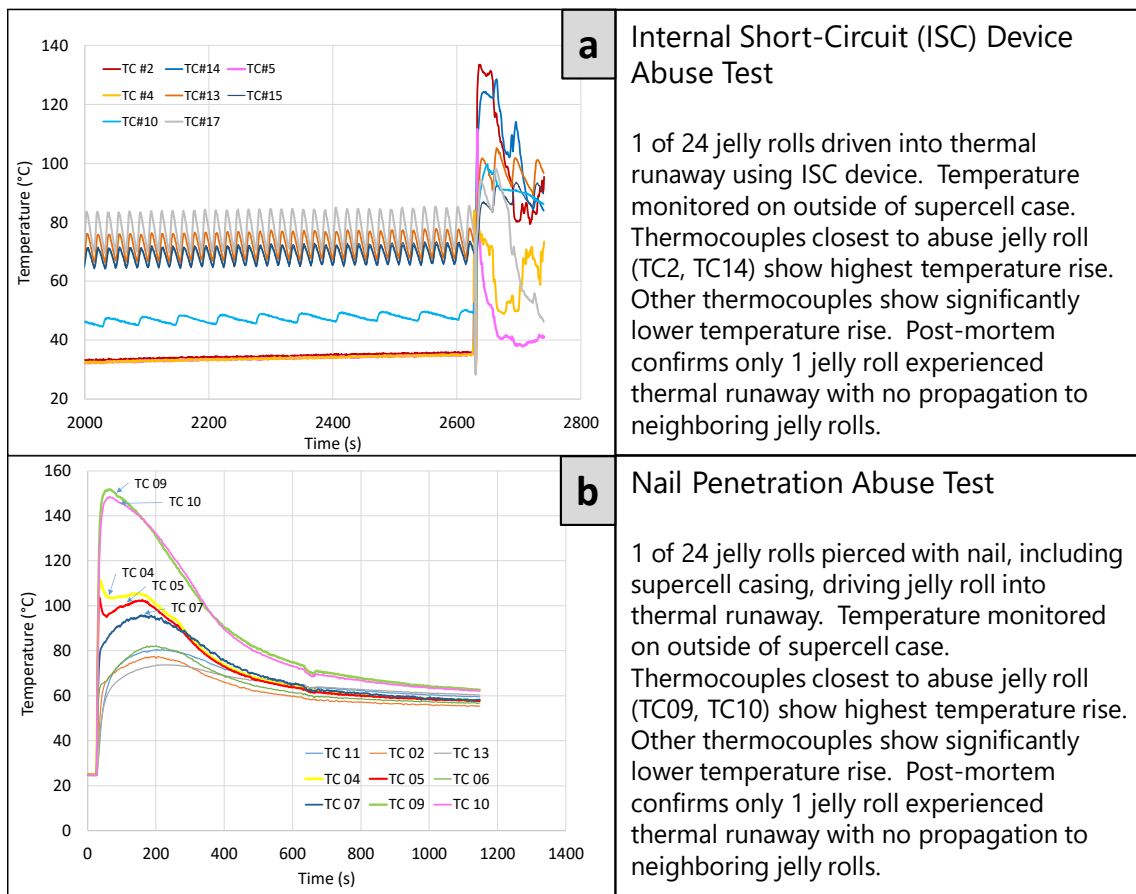 a
Internal Short-Circuit (ISC) Device
Abuse Test
1 of 24 jelly rolls driven into thermal
runaway using ISC device. Temperature
monitored on outside of supercell case.
Thermocouples closest to abuse jelly roll
(TC2, TC14) show highest temperature rise.
Other thermocouples show significantly
lower temperature rise. Post-mortem
confirms only 1 jelly roll experienced
thermal runaway with no propagation to
neighboring jelly rolls.
140
120
100
80
60
40
20
Temperature (°C)
TC #2 TC#14 TC#5
TC #4 TC#13 TC#15
TC#10 TC#17
2000 2200 2400 2600 2800
Time (s)
b
Nail Penetration Abuse Test
1 of 24 jelly rolls pierced with nail, including
supercell casing, driving jelly roll into
thermal runaway. Temperature monitored
on outside of supercell case.
Thermocouples closest to abuse jelly roll
(TC09, TC10) show highest temperature rise.
Other thermocouples show significantly
lower temperature rise. Post-mortem
confirms only 1 jelly roll experienced
thermal runaway with no propagation to
neighboring jelly rolls.
160
140
120
100
80
60
40
20
0
Temperature (°C)
TC 09
TC 10
TC 04
TC 05
TC 07
TC 11 TC 02 TC 13
TC 04 TC 05 TC 06
TC 07 TC 09 TC 10
0 200 400 600 800 1000 1200 1400
Time (s)